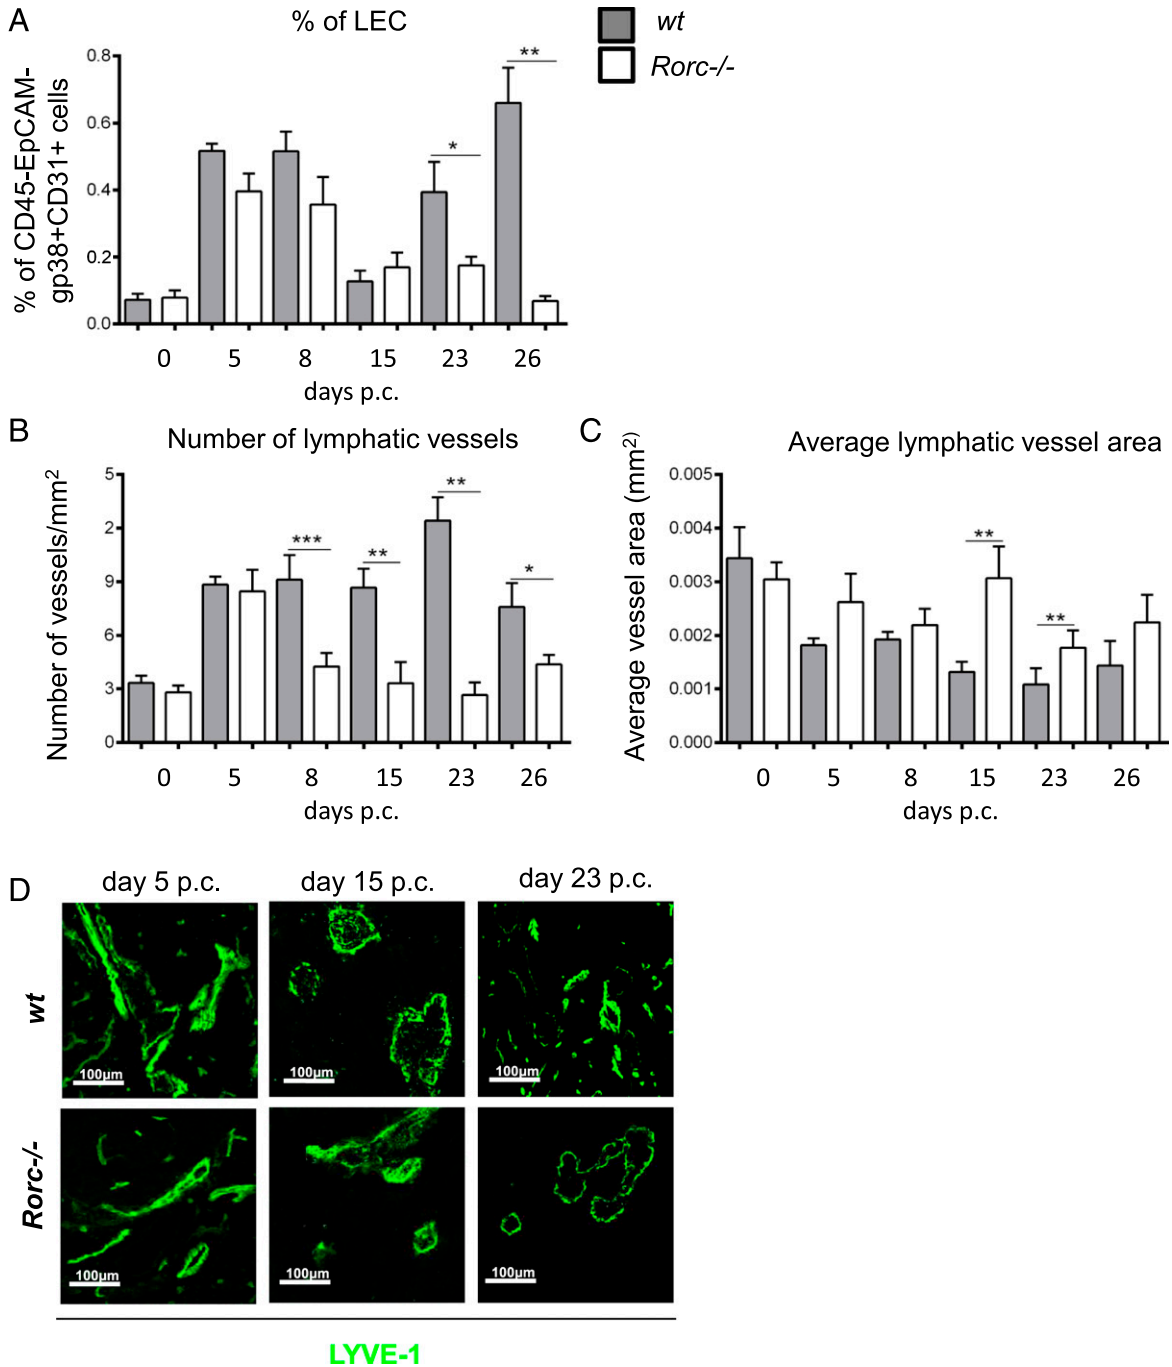 A
% of LEC
wt
Rorc-/-
% of CD45-EpCAM-
gp38+CD31+ cells
0.8
0.6
0.4
0.2
0.0
*
**
0 5 8 15 23 26
days p.c.
B
Number of lymphatic vessels
Number of vessels/mm2
5
2
9
6
3
0
***
**
**
*
0 5 8 15 23 26
days p.c.
C
Average lymphatic vessel area
Average vessel area (mm2)
0.005
0.004
0.003
0.002
0.001
0.000
**
**
0 5 8 15 23 26
days p.c.
D
day 5 p.c. day 15 p.c. day 23 p.c.
wt
100µm 100µm 100µm
Rorc-/-
100µm 100µm 100µm
LYVE-1